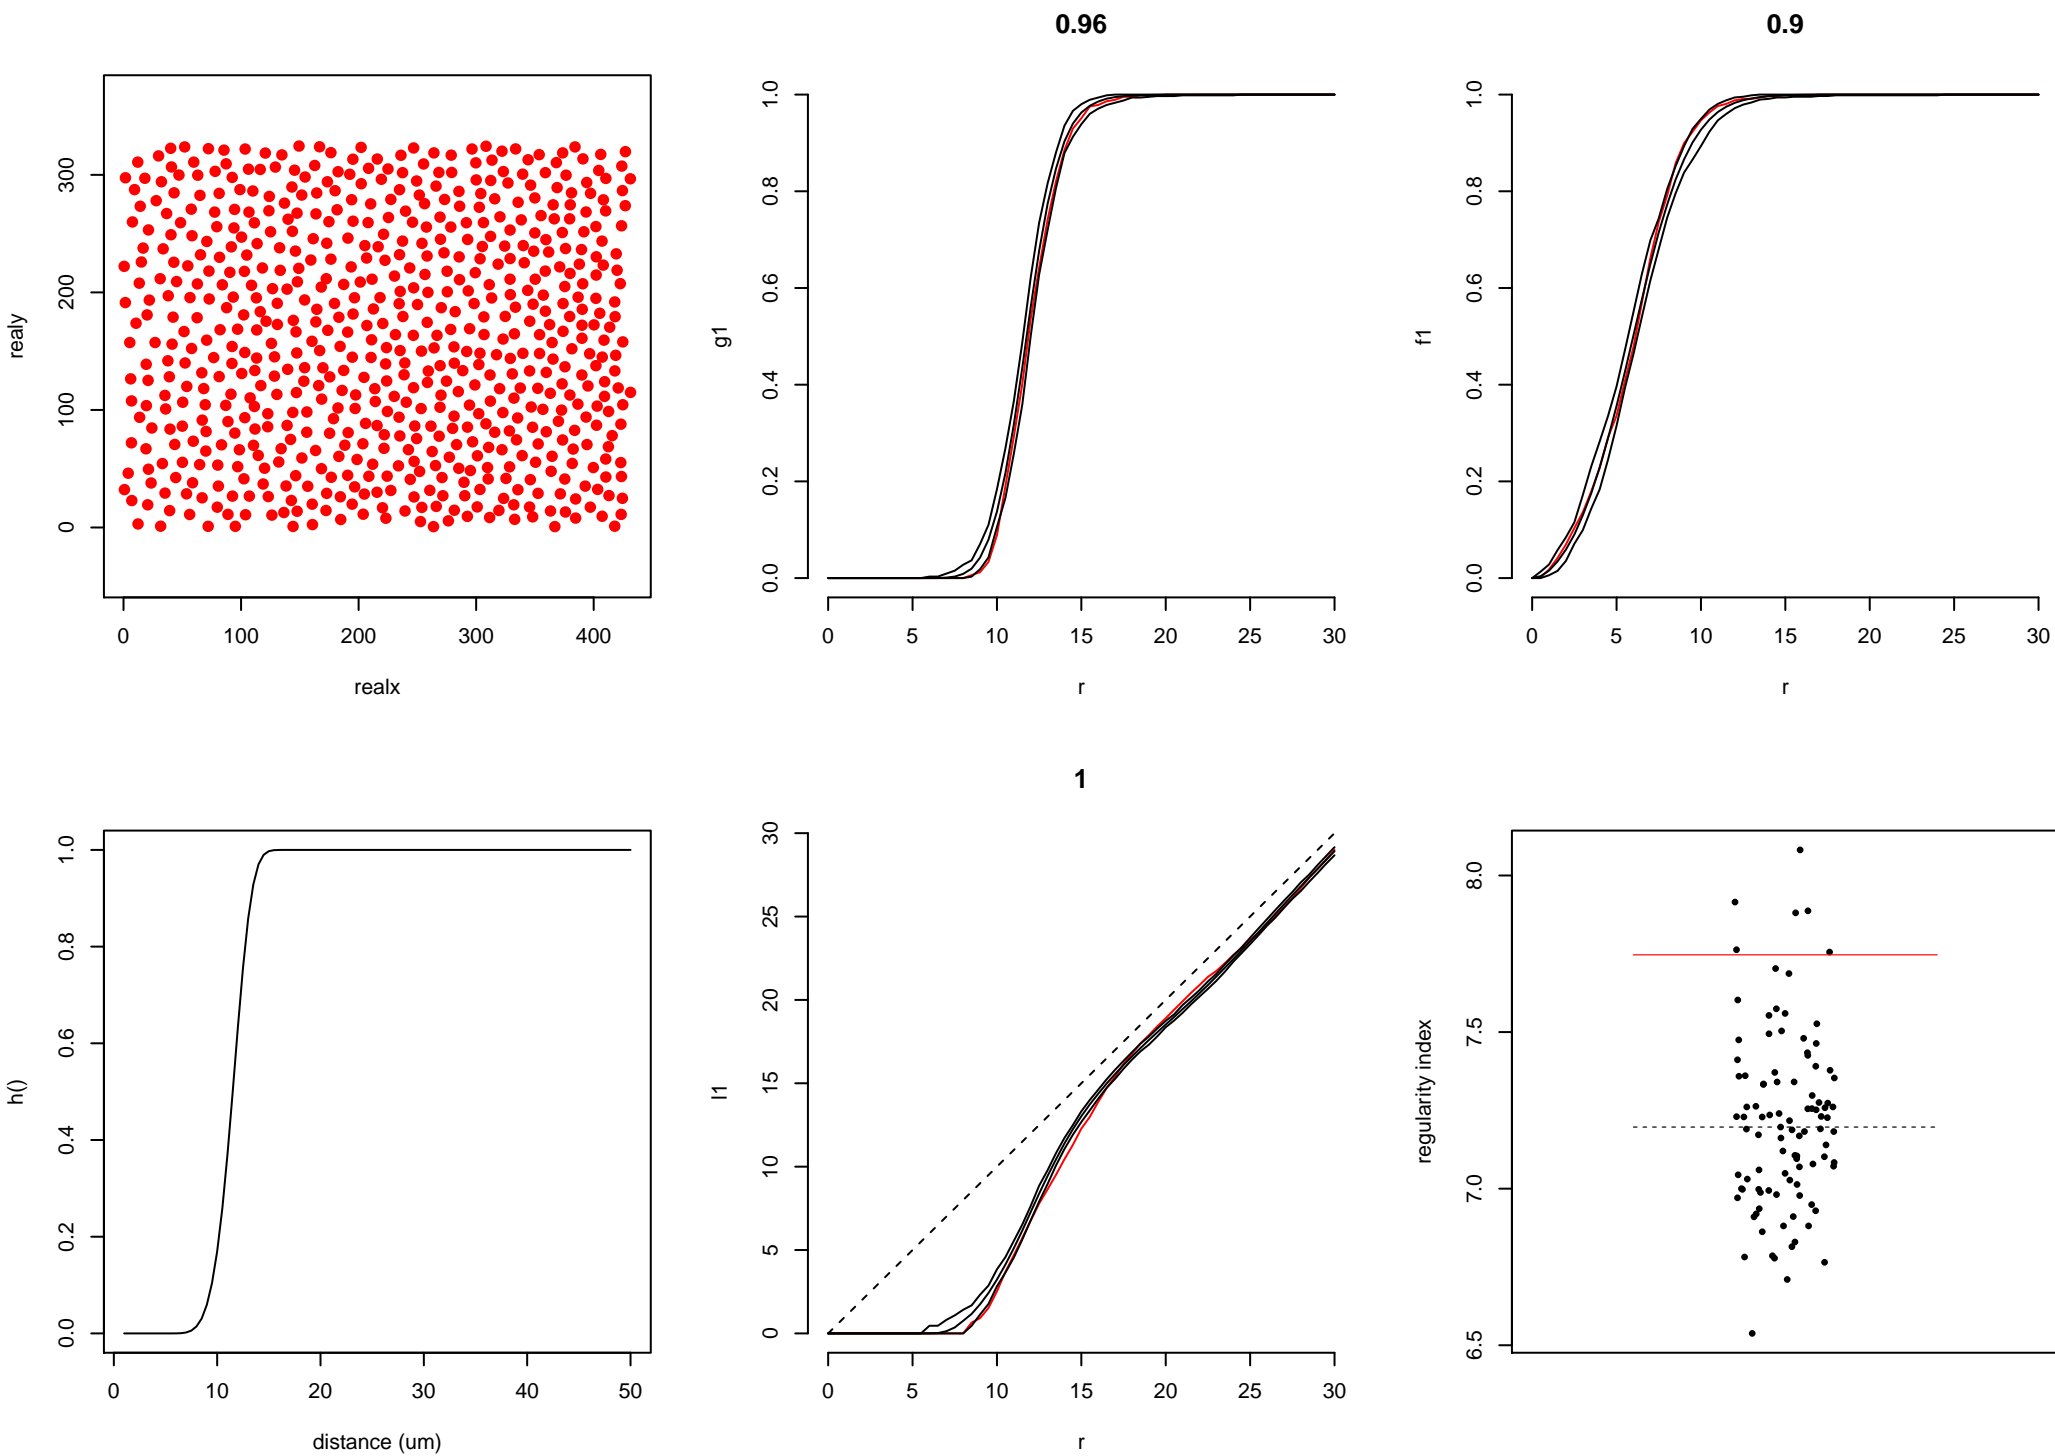 0.96
0.9
realy
0 100 200 300
0 100 200 300 400
realx
g1
0.0 0.2 0.4 0.6 0.8 1.0
0 5 10 15 20 25 30
r
f1
0.0 0.2 0.4 0.6 0.8 1.0
0 5 10 15 20 25 30
r
h()
0.0 0.2 0.4 0.6 0.8 1.0
0 10 20 30 40 50
distance (um)
1
l1
0 5 10 15 20 25 30
0 5 10 15 20 25 30
r
regularity index
6.5 7.0 7.5 8.0